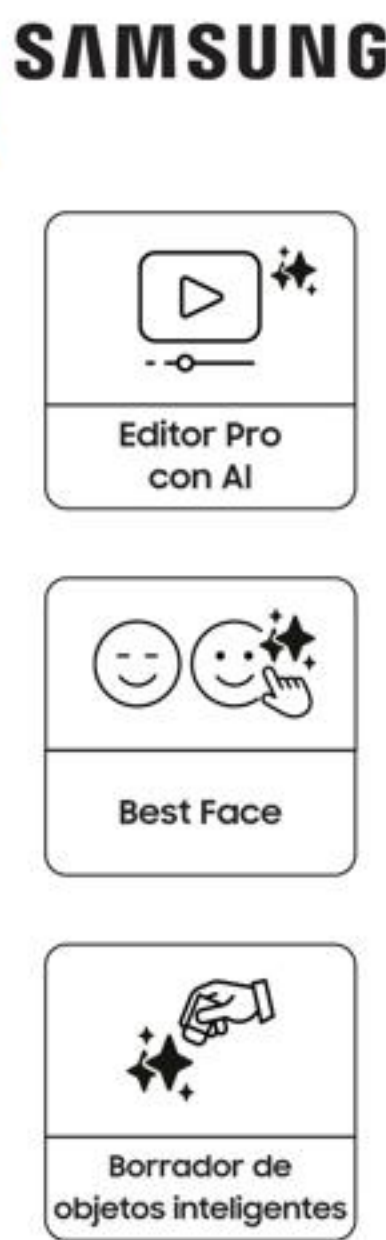 SAMSUNG
Editor Pro
con AI
Best Face
Borrador de
objetos inteligentes